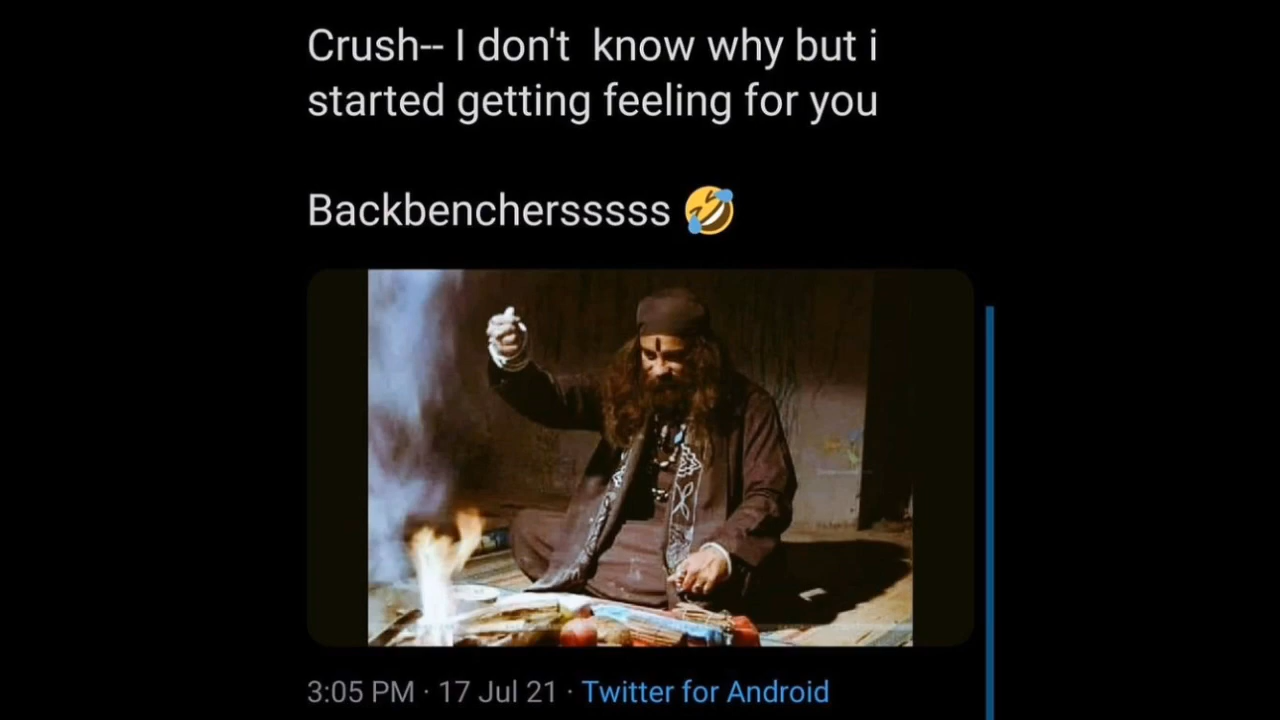 Crush-- I don't  know why but i
started getting feeling for you
Backbenchersssss 🤣
3:05 PM · 17 Jul 21 · Twitter for Android